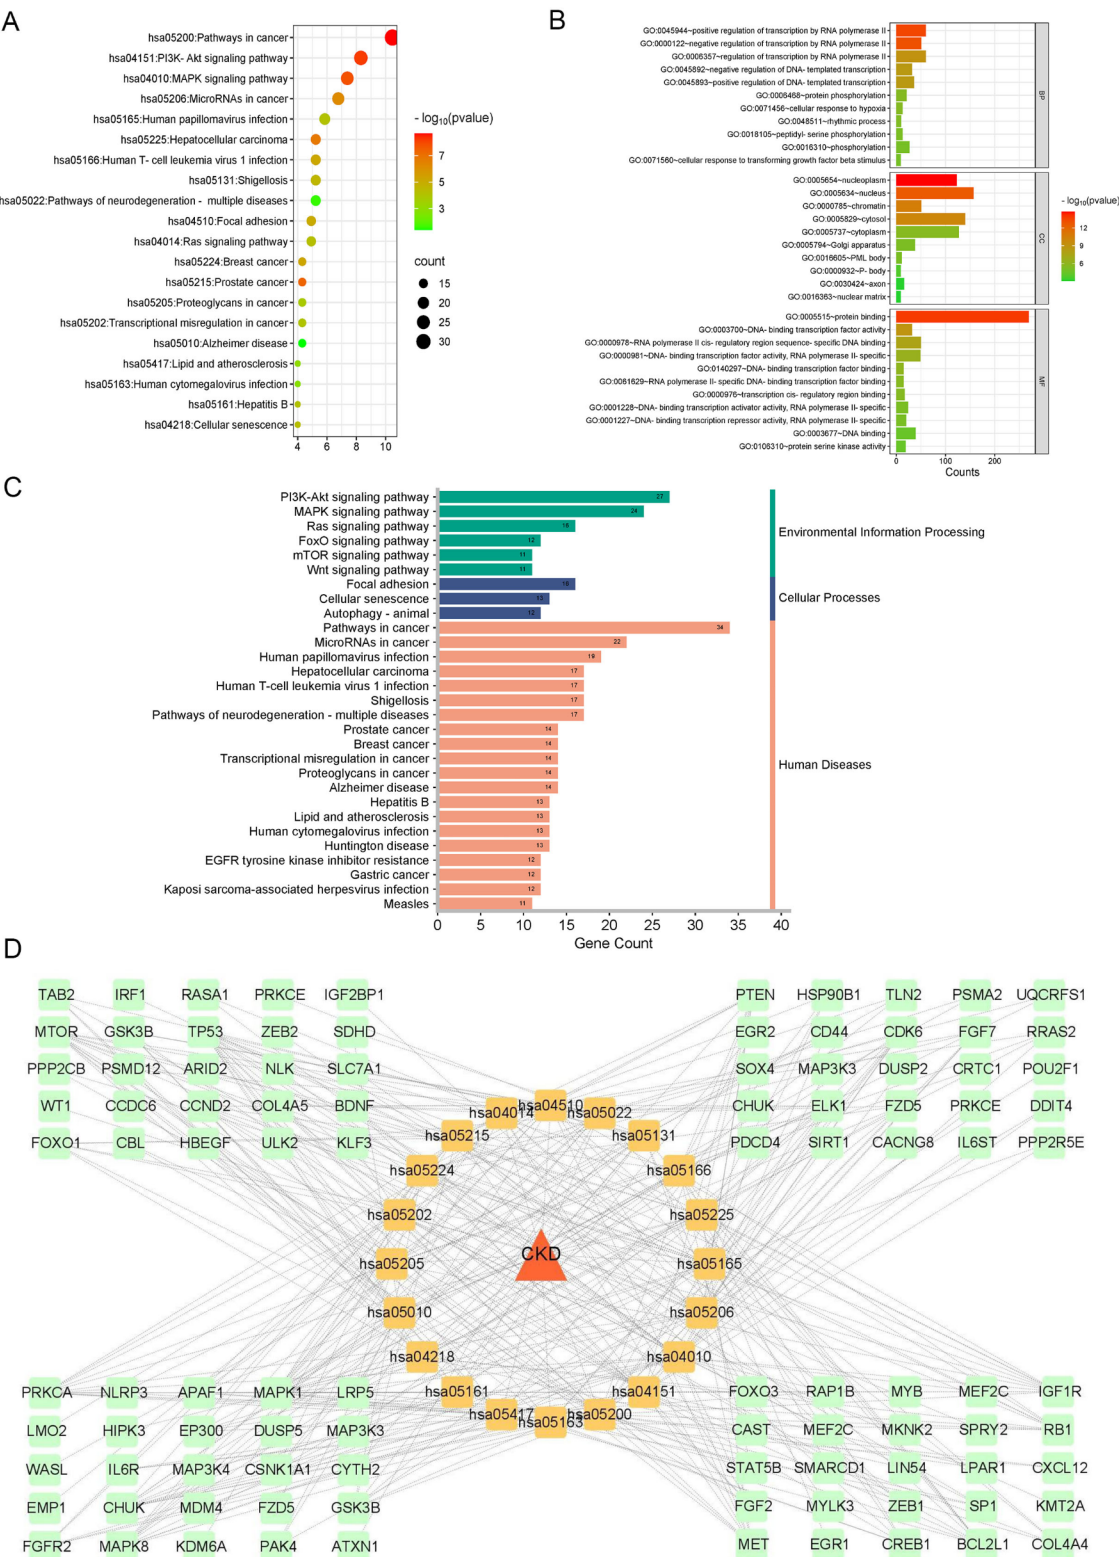 A
hsa05200:Pathways in cancer
hsa04151:PI3K- Akt signaling pathway
hsa04010:MAPK signaling pathway
hsa05206:MicroRNAs in cancer
hsa05165:Human papillomavirus infection
hsa05225:Hepatocellular carcinoma
hsa05166:Human T- cell leukemia virus 1 infection
hsa05131:Shigellosis
hsa05022:Pathways of neurodegeneration - multiple diseases
hsa04510:Focal adhesion
hsa04014:Ras signaling pathway
hsa05224:Breast cancer
hsa05215:Prostate cancer
hsa05205:Proteoglycans in cancer
hsa05202:Transcriptional misregulation in cancer
hsa05010:Alzheimer disease
hsa05417:Lipid and atherosclerosis
hsa05163:Human cytomegalovirus infection
hsa05161:Hepatitis B
hsa04218:Cellular senescence
4 6 8 10
- log10(pvalue)
7
5
3
count
15
20
25
30
B
GO:0045944~positive regulation of transcription by RNA polymerase II
GO:0000122~negative regulation of transcription by RNA polymerase II
GO:0006357~regulation of transcription by RNA polymerase II
GO:0045892~negative regulation of DNA- templated transcription
GO:0045893~positive regulation of DNA- templated transcription
GO:0006468~protein phosphorylation
GO:0071456~cellular response to hypoxia
GO:0048511~rhythmic process
GO:0018105~peptidyl- serine phosphorylation
GO:0016310~phosphorylation
GO:0071560~cellular response to transforming growth factor beta stimulus
BP
GO:0005654~nucleoplasm
GO:0005634~nucleus
GO:0000785~chromatin
GO:0005829~cytosol
GO:0005737~cytoplasm
GO:0005794~Golgi apparatus
GO:0016605~PML body
GO:0000932~P- body
GO:0030424~axon
GO:0016363~nuclear matrix
CC
GO:0005515~protein binding
GO:0003700~DNA- binding transcription factor activity
GO:0000978~RNA polymerase II cis- regulatory region sequence- specific DNA binding
GO:0000981~DNA- binding transcription factor activity, RNA polymerase II- specific
GO:0140297~DNA- binding transcription factor binding
GO:0061629~RNA polymerase II- specific DNA- binding transcription factor binding
GO:0000976~transcription cis- regulatory region binding
GO:0001228~DNA- binding transcription activator activity, RNA polymerase II- specific
GO:0001227~DNA- binding transcription repressor activity, RNA polymerase II- specific
GO:0003677~DNA binding
GO:0106310~protein serine kinase activity
MF
0 100 200
Counts
- log10(pvalue)
12
9
6
C
PI3K-Akt signaling pathway 27
MAPK signaling pathway 24
Ras signaling pathway 16
FoxO signaling pathway 12
mTOR signaling pathway 11
Wnt signaling pathway 11
Focal adhesion 16
Cellular senescence 13
Autophagy - animal 12
Pathways in cancer 34
MicroRNAs in cancer 22
Human papillomavirus infection 19
Hepatocellular carcinoma 17
Human T-cell leukemia virus 1 infection 17
Shigellosis 17
Pathways of neurodegeneration - multiple diseases 17
Prostate cancer 14
Breast cancer 14
Transcriptional misregulation in cancer 14
Proteoglycans in cancer 14
Alzheimer disease 14
Hepatitis B 13
Lipid and atherosclerosis 13
Human cytomegalovirus infection 13
Huntington disease 13
EGFR tyrosine kinase inhibitor resistance 12
Gastric cancer 12
Kaposi sarcoma-associated herpesvirus infection 12
Measles 11
0 5 10 15 20 25 30 35 40
Gene Count
Environmental Information Processing
Cellular Processes
Human Diseases
D
TAB2 IRF1 RASA1 PRKCE IGF2BP1
MTOR GSK3B TP53 ZEB2 SDHD
PPP2CB PSMD12 ARID2 NLK SLC7A1
WT1 CCDC6 CCND2 COL4A5 BDNF
FOXO1 CBL HBEGF ULK2 KLF3
PTEN HSP90B1 TLN2 PSMA2 UQCRFS1
EGR2 CD44 CDK6 FGF7 RRAS2
SOX4 MAP3K3 DUSP2 CRTC1 POU2F1
CHUK ELK1 FZD5 PRKCE DDIT4
PDCD4 SIRT1 CACNG8 IL6ST PPP2R5E
hsa04510
hsa04014 hsa05022
hsa05215 hsa05131
hsa05224 hsa05166
hsa05202 hsa05225
CKD
hsa05205 hsa05165
hsa05010 hsa05206
hsa04218 hsa04010
hsa05161 hsa04151
hsa05417 hsa05200
hsa05163
PRKCA NLRP3 APAF1 MAPK1 LRP5
LMO2 HIPK3 EP300 DUSP5 MAP3K3
WASL IL6R MAP3K4 CSNK1A1 CYTH2
EMP1 CHUK MDM4 FZD5 GSK3B
FGFR2 MAPK8 KDM6A PAK4 ATXN1
FOXO3 RAP1B MYB MEF2C IGF1R
CAST MEF2C MKNK2 SPRY2 RB1
STAT5B SMARCD1 LIN54 LPAR1 CXCL12
FGF2 MYLK3 ZEB1 SP1 KMT2A
MET EGR1 CREB1 BCL2L1 COL4A4